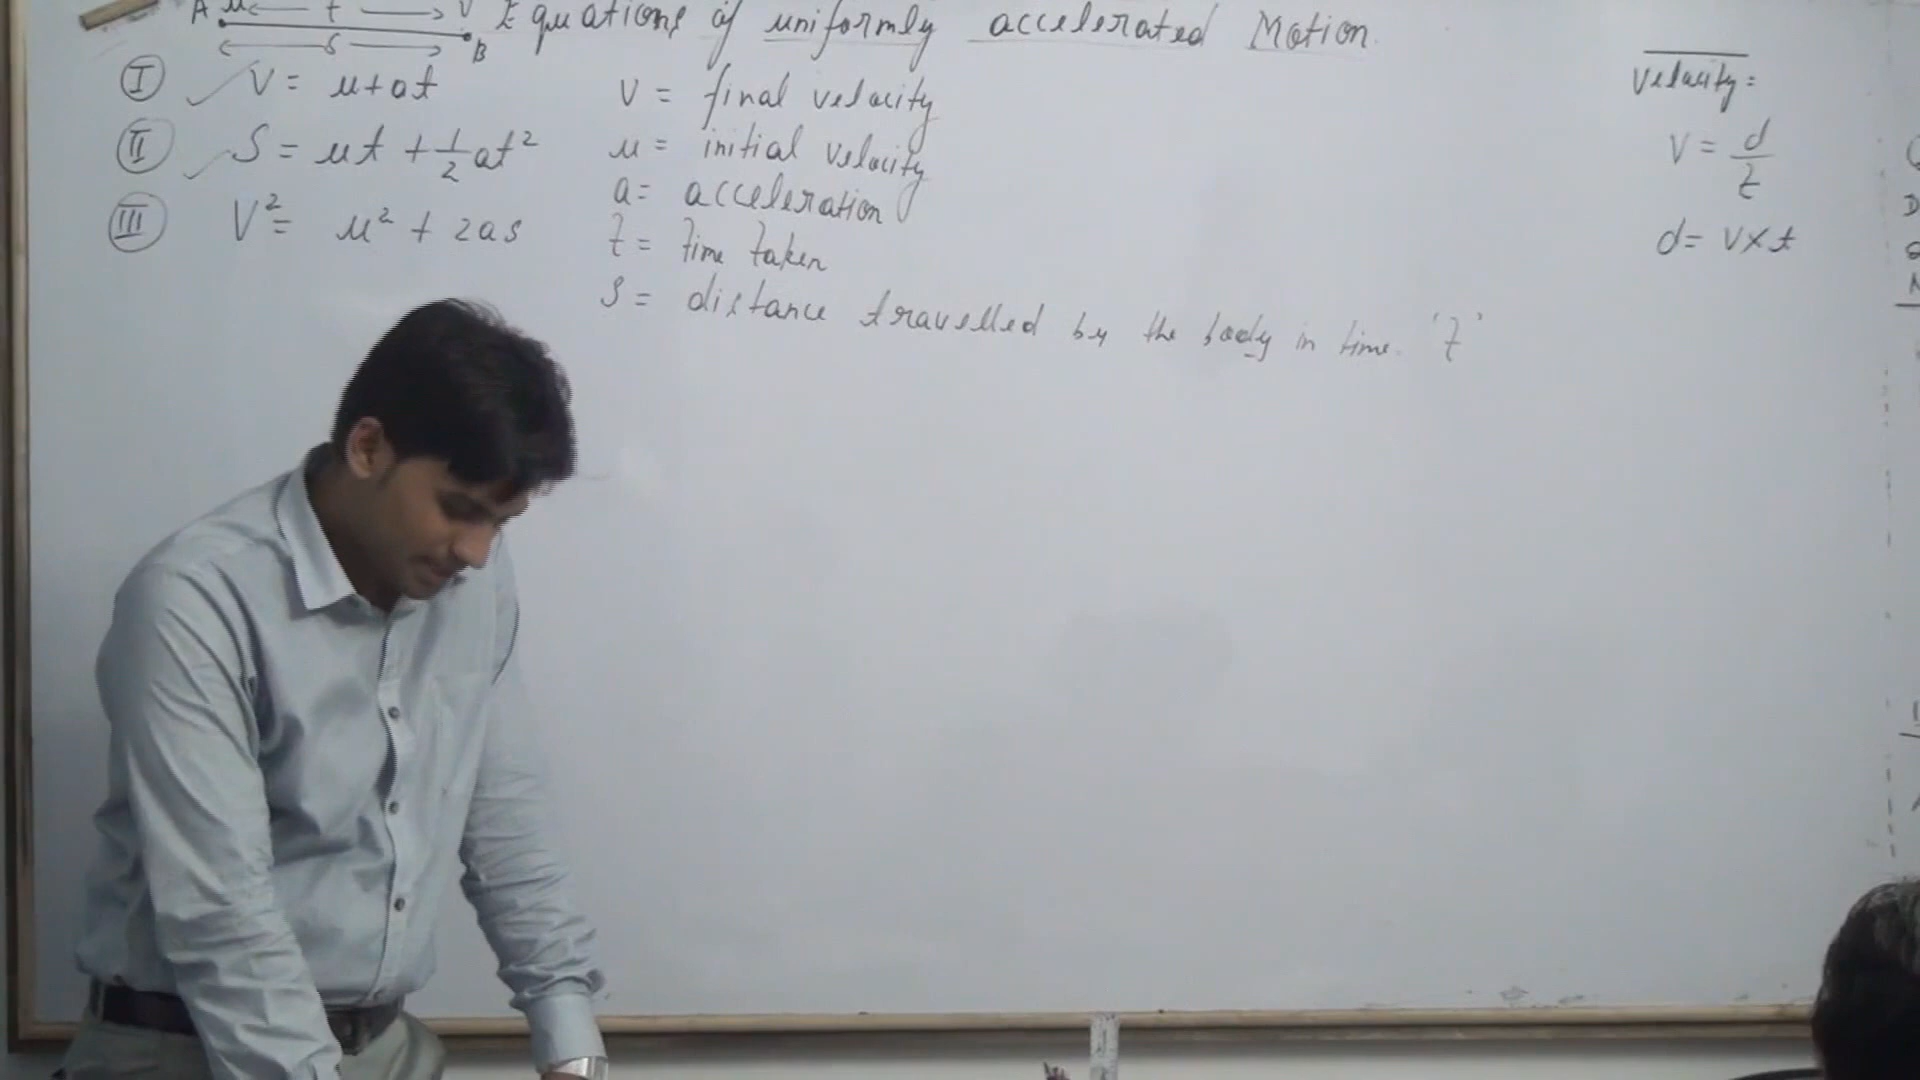 A u t v B
s
Equations of uniformly accelerated Motion.
I V = u+at
II S = ut + 1/2 at²
III V² = u² + 2as
v = final velocity
u = initial velocity
a = acceleration
t = time taken
s = distance travelled by the body in time 't'
velocity =
V = d/t
d = v×t